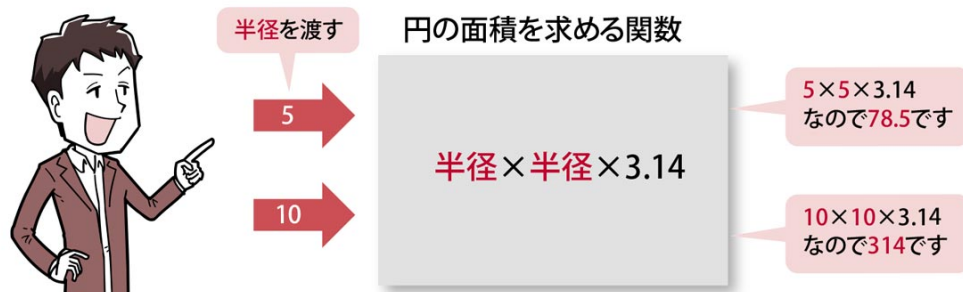 半径を渡す
円の面積を求める関数
5
10
半径×半径×3.14
5×5×3.14
なので78.5です
10×10×3.14
なので314です